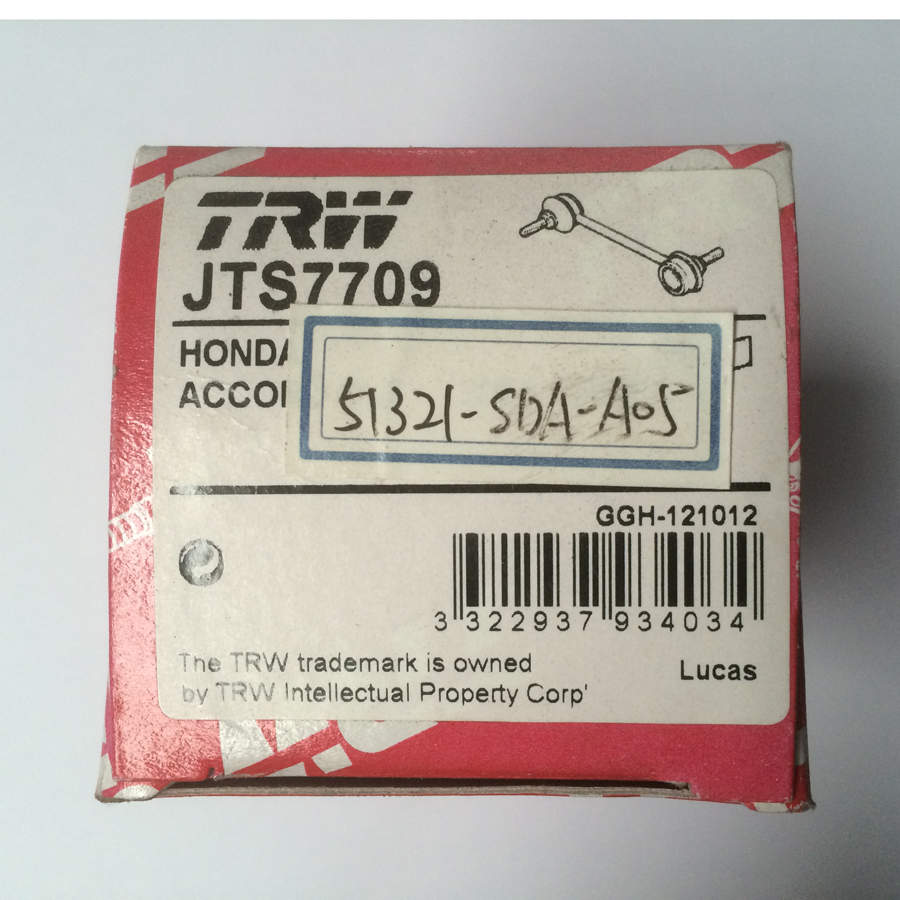 TRW
JTS7709
HONDA
ACCO
51321-SDA-A05
GGH-121012
3 322937 934034
The TRW trademark is owned
by TRW Intellectual Property Corp'
Lucas